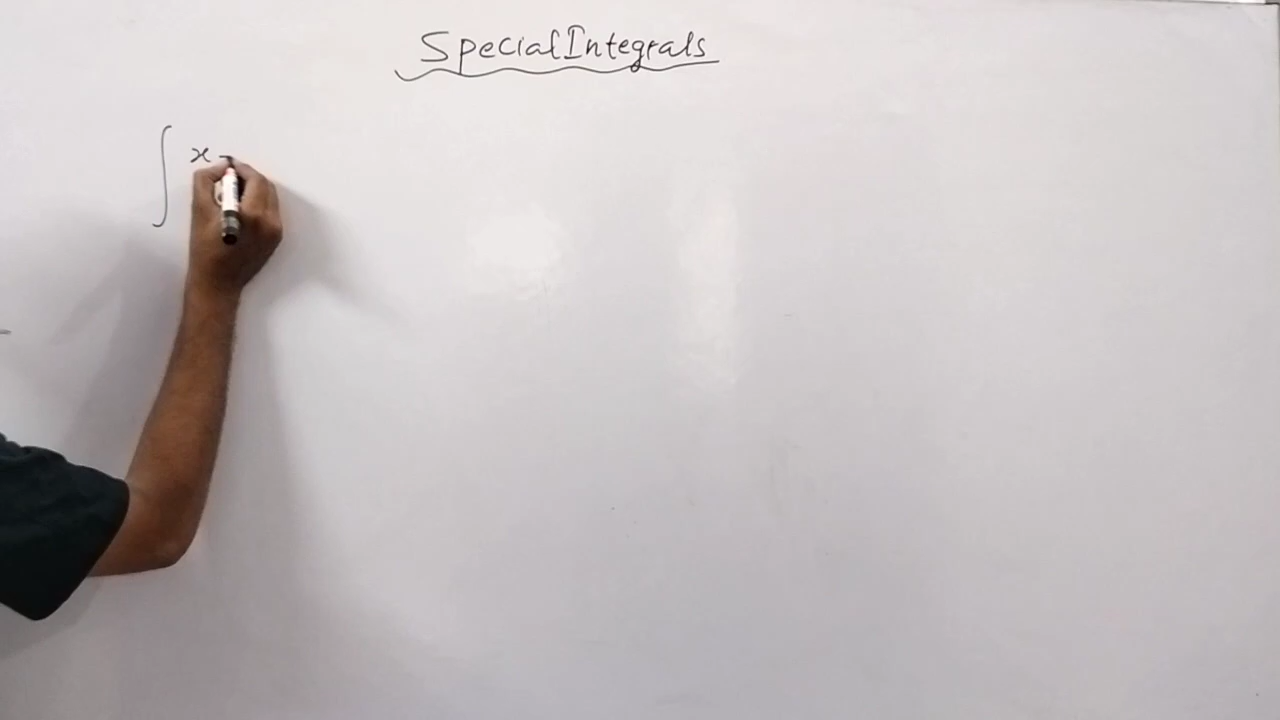 Special Integrals
∫ x -